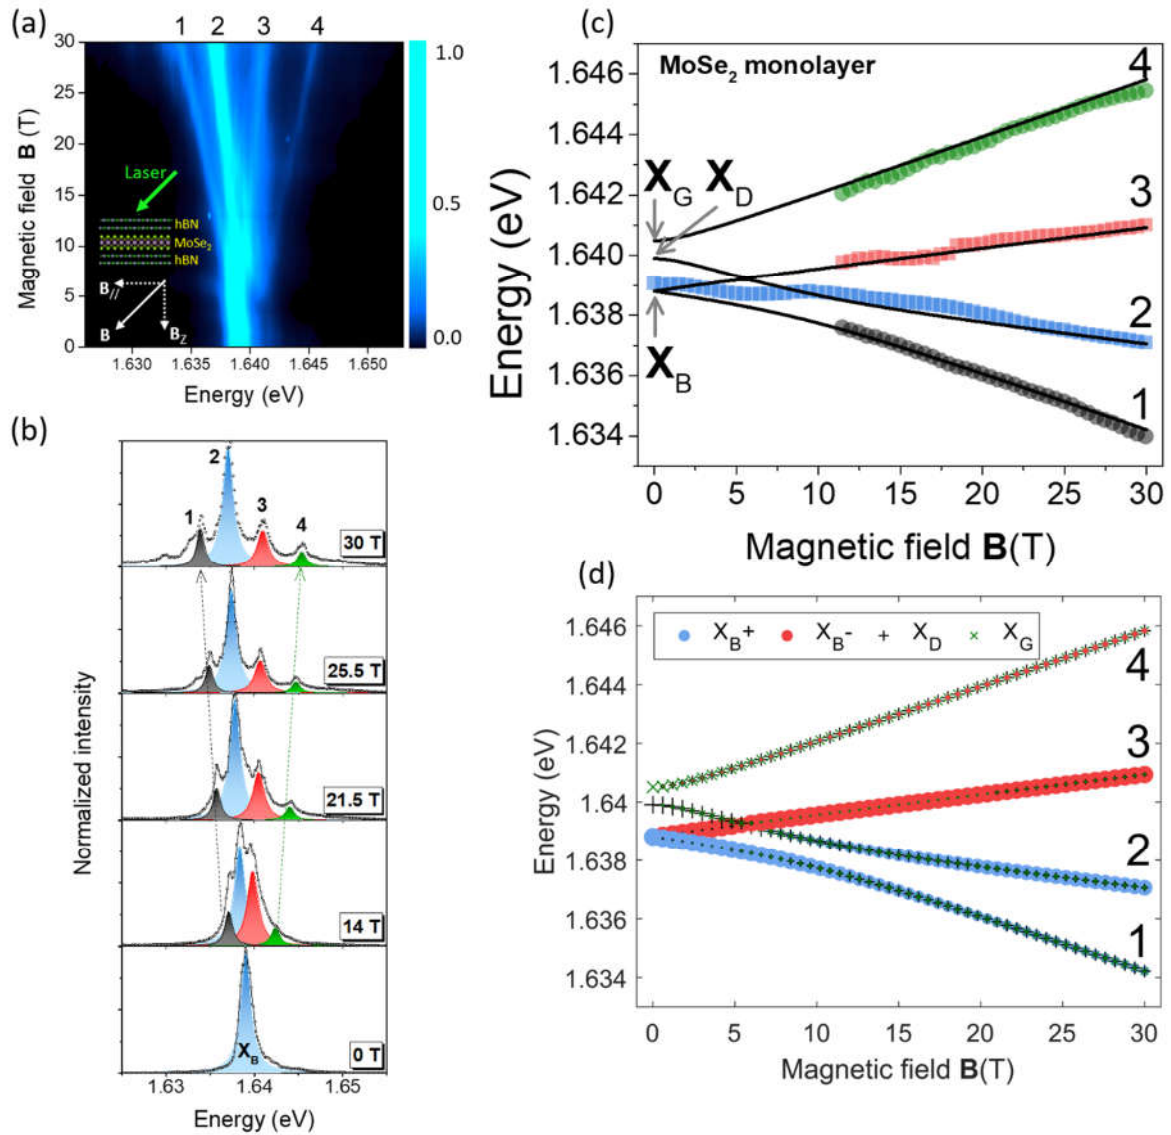 (a)
1 2 3 4
30
25
20
15
10
5
0
Magnetic field B (T)
Laser
hBN
MoSe2
hBN
B//
B
BZ
1.0
0.5
0.0
1.630 1.635 1.640 1.645 1.650
Energy (eV)
(b)
2
1 3 4
30 T
25.5 T
21.5 T
14 T
XB
0 T
Normalized intensity
1.63 1.64 1.65
Energy (eV)
(c)
MoSe2 monolayer
1.646
1.644
1.642
1.640
1.638
1.636
1.634
Energy (eV)
XG XD
XB
4
3
2
1
0 5 10 15 20 25 30
Magnetic field B(T)
(d)
XB+ XB- + XD × XG
1.646
1.644
1.642
1.64
1.638
1.636
1.634
Energy (eV)
4
3
2
1
0 5 10 15 20 25 30
Magnetic field B(T)